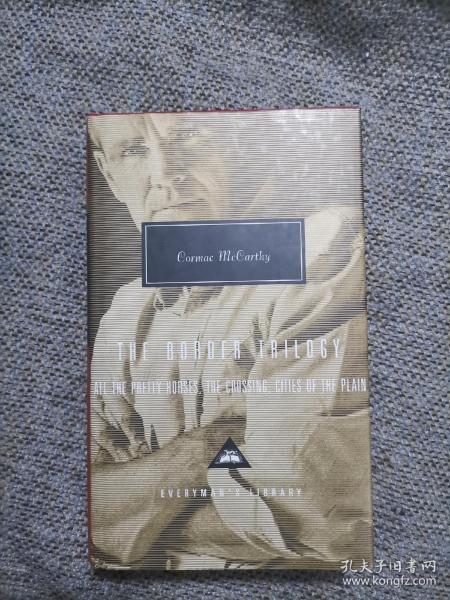 Cormac McCarthy
THE BORDER TRILOGY
ALL THE PRETTY HORSES, THE CROSSING, CITIES OF THE PLAIN
EVERYMAN'S LIBRARY
孔夫子旧书网
www.kongfz.com